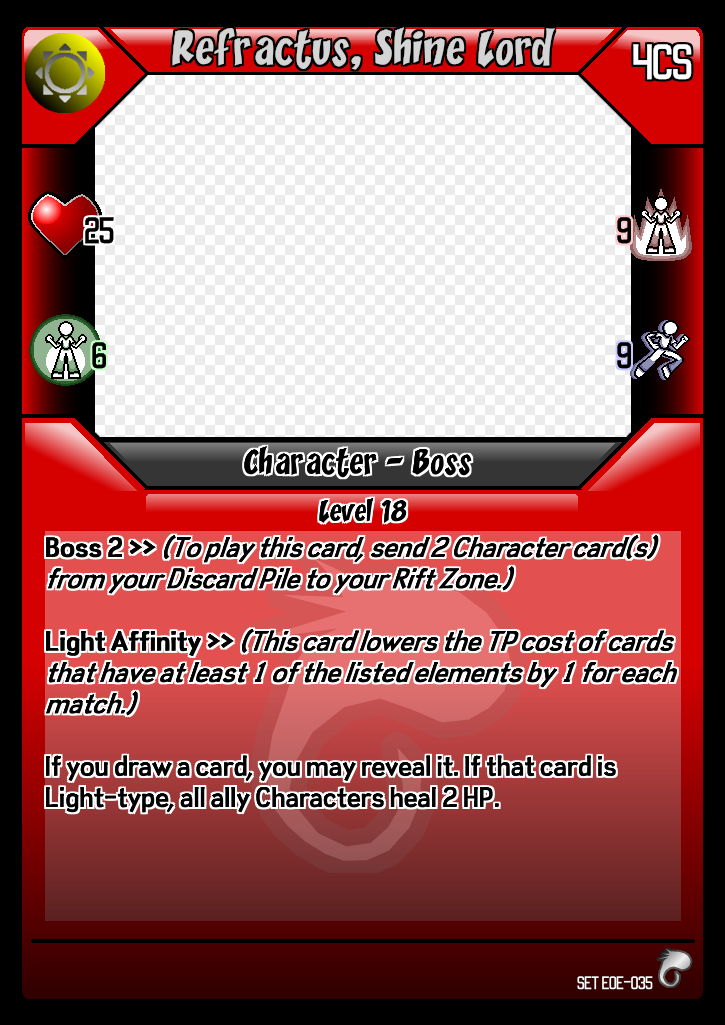 Refractus, Shine Lord
4CS
25
9
6
9
Character - Boss
Level 18
Boss 2 >> (To play this card, send 2 Character card(s)
from your Discard Pile to your Rift Zone.)
Light Affinity >> (This card lowers the TP cost of cards
that have at least 1 of the listed elements by 1 for each
match.)
If you draw a card, you may reveal it. If that card is
Light-type, all ally Characters heal 2 HP.
SET EOE-035